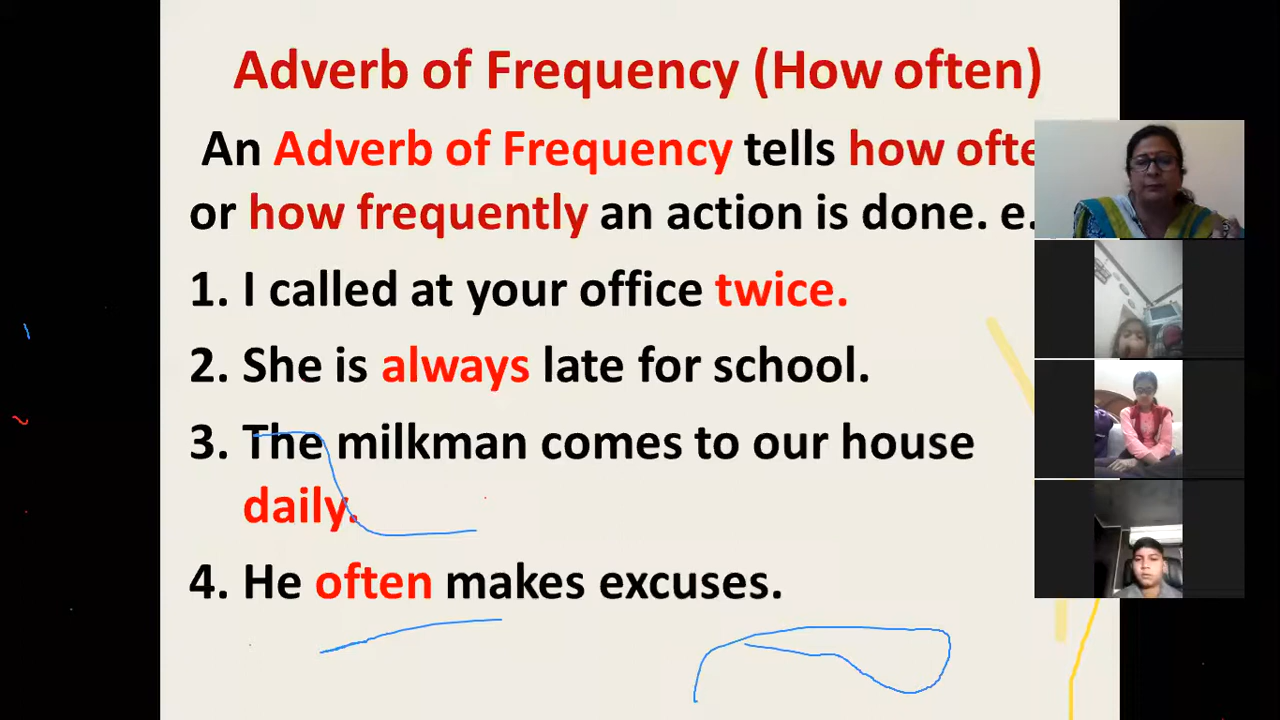 Adverb of Frequency (How often)
An Adverb of Frequency tells how ofte
or how frequently an action is done. e.
1. I called at your office twice.
2. She is always late for school.
3. The milkman comes to our house
daily.
4. He often makes excuses.